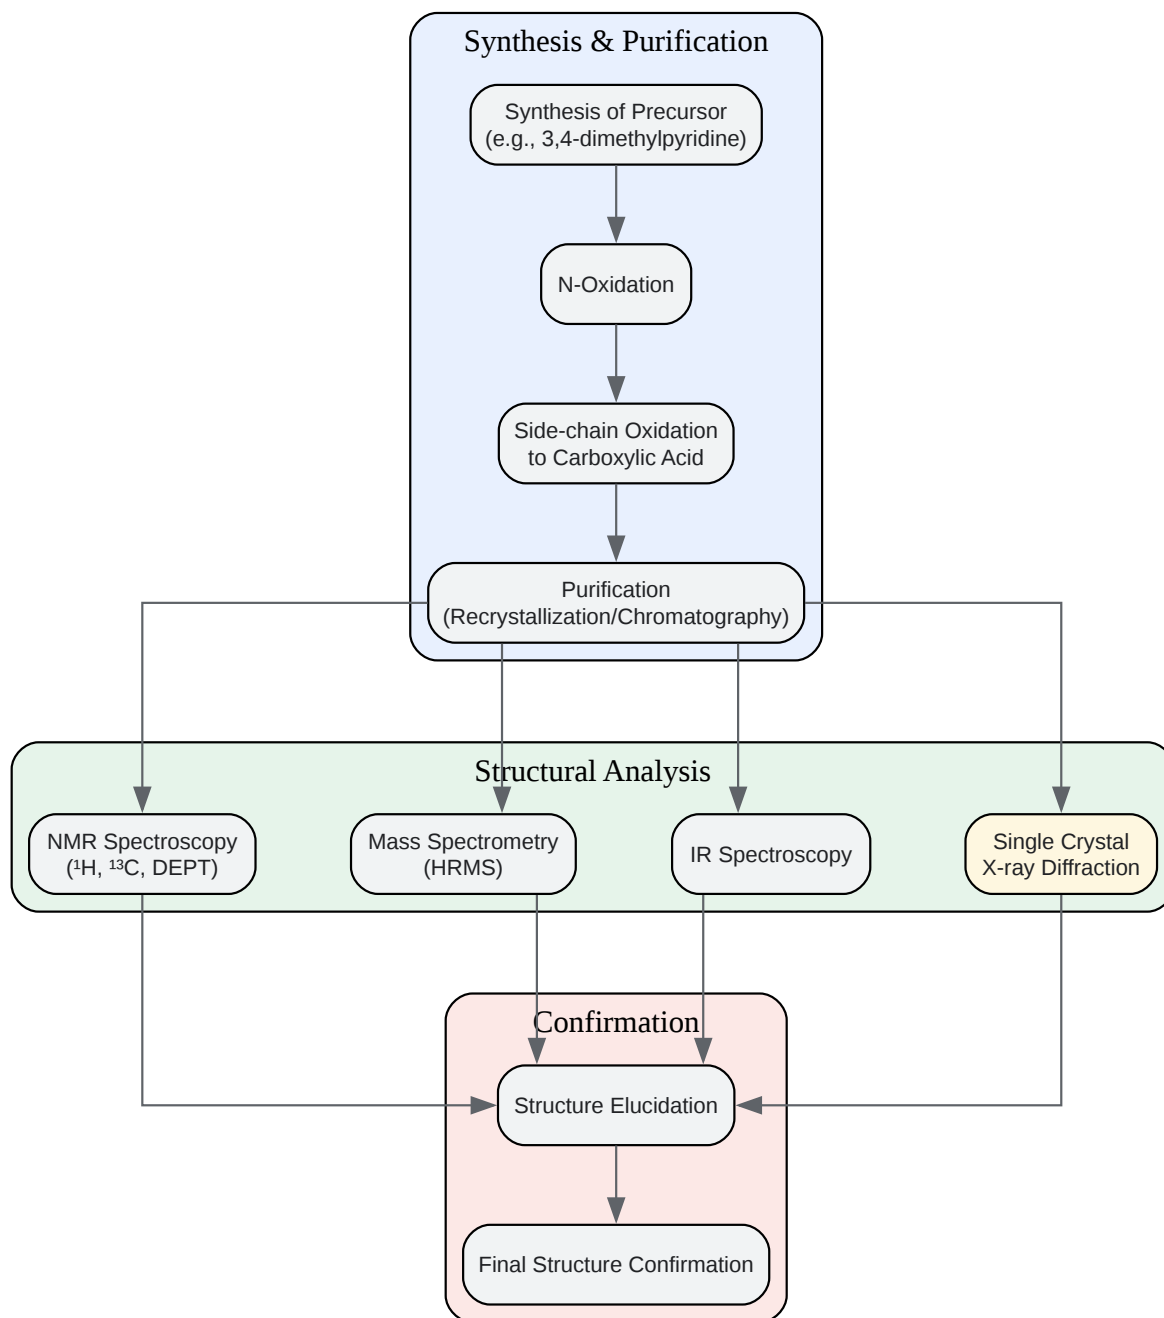 Synthesis & Purification
Synthesis of Precursor
(e.g., 3,4-dimethylpyridine)
N-Oxidation
Side-chain Oxidation
to Carboxylic Acid
Purification
(Recrystallization/Chromatography)
Structural Analysis
NMR Spectroscopy
(¹H, ¹³C, DEPT)
Mass Spectrometry
(HRMS)
IR Spectroscopy
Single Crystal
X-ray Diffraction
Confirmation
Structure Elucidation
Final Structure Confirmation